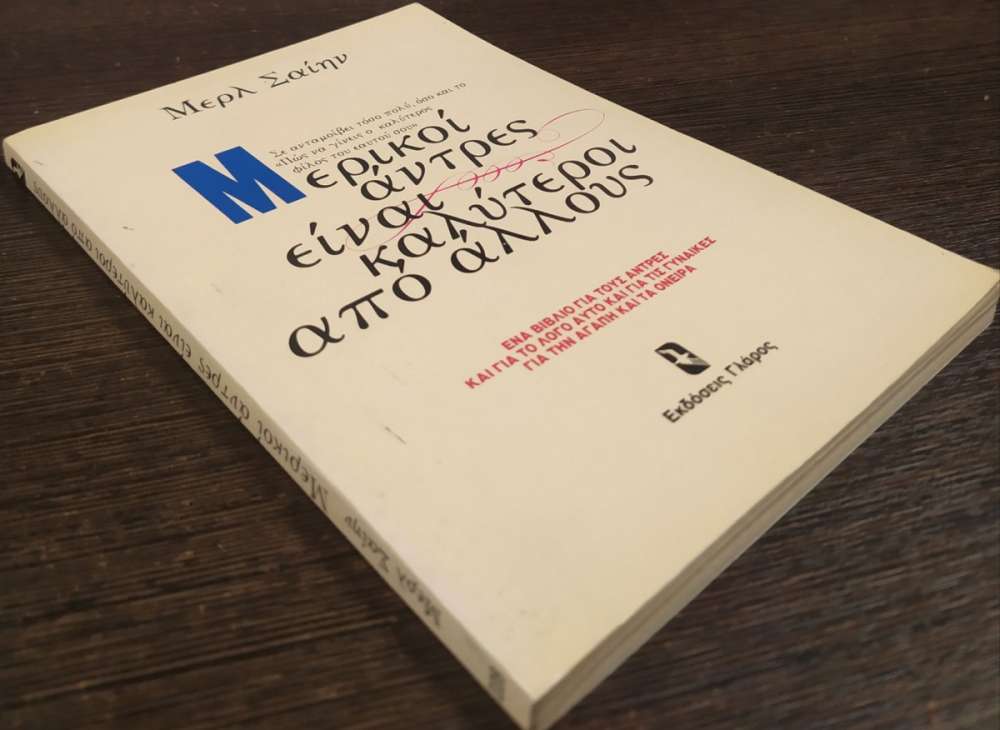 Μερλ Σαίην
Σε ανταμοίβει τόσο πολύ, όσο και το
«Πώς να γίνεις ο καλύτερος
φίλος του εαυτού σου»
Μερικοί
άντρες
είναι
καλύτεροι
από άλλους
ΕΝΑ ΒΙΒΛΙΟ ΓΙΑ ΤΟΥΣ ΑΝΤΡΕΣ
ΚΑΙ ΓΙΑ ΤΟ ΛΟΓΟ ΑΥΤΟ ΚΑΙ ΓΙΑ ΤΙΣ ΓΥΝΑΙΚΕΣ
ΓΙΑ ΤΗΝ ΑΓΑΠΗ ΚΑΙ ΤΑ ΟΝΕΙΡΑ
Εκδόσεις Γλάρος
Μερλ Σαίην Μερικοί άντρες είναι καλύτεροι από άλλους